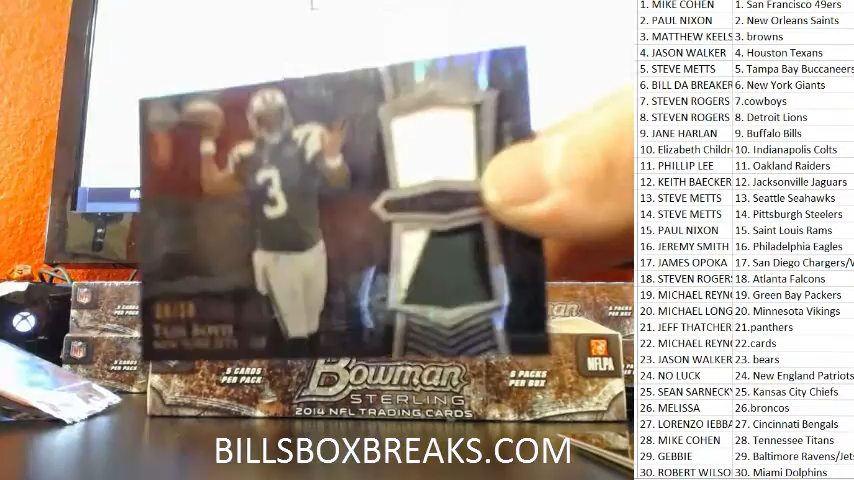 1. MIKE COHEN 1. San Francisco 49ers
2. PAUL NIXON 2. New Orleans Saints
3. MATTHEW KEELS 3. browns
4. JASON WALKER 4. Houston Texans
5. STEVE METTS 5. Tampa Bay Buccaneers
6. BILL DA BREAKER 6. New York Giants
7. STEVEN ROGERS 7.cowboys
8. STEVEN ROGERS 8. Detroit Lions
9. JANE HARLAN 9. Buffalo Bills
10. Elizabeth Childr 10. Indianapolis Colts
11. PHILLIP LEE 11. Oakland Raiders
12. KEITH BAECKER 12. Jacksonville Jaguars
13. STEVE METTS 13. Seattle Seahawks
14. STEVE METTS 14. Pittsburgh Steelers
15. PAUL NIXON 15. Saint Louis Rams
16. JEREMY SMITH 16. Philadelphia Eagles
17. JAMES OPOKA 17. San Diego Chargers/V
18. STEVEN ROGERS 18. Atlanta Falcons
19. MICHAEL REYN 19. Green Bay Packers
20. MICHAEL LONG 20. Minnesota Vikings
21. JEFF THATCHER 21.panthers
22. MICHAEL REYN 22.cards
23. JASON WALKER 23. bears
24. NO LUCK 24. New England Patriots
25. SEAN SARNECKY 25. Kansas City Chiefs
26. MELISSA 26.broncos
27. LORENZO IEBBA 27. Cincinnati Bengals
28. MIKE COHEN 28. Tennessee Titans
29. GEBBIE 29. Baltimore Ravens/Jets
30. ROBERT WILSO 30. Miami Dolphins
3
5 CARDS
PER PACK
Bowman
STERLING
2014 NFL TRADING CARDS
6 PACKS
PER BOX
NFLPA
BILLSBOXBREAKS.COM